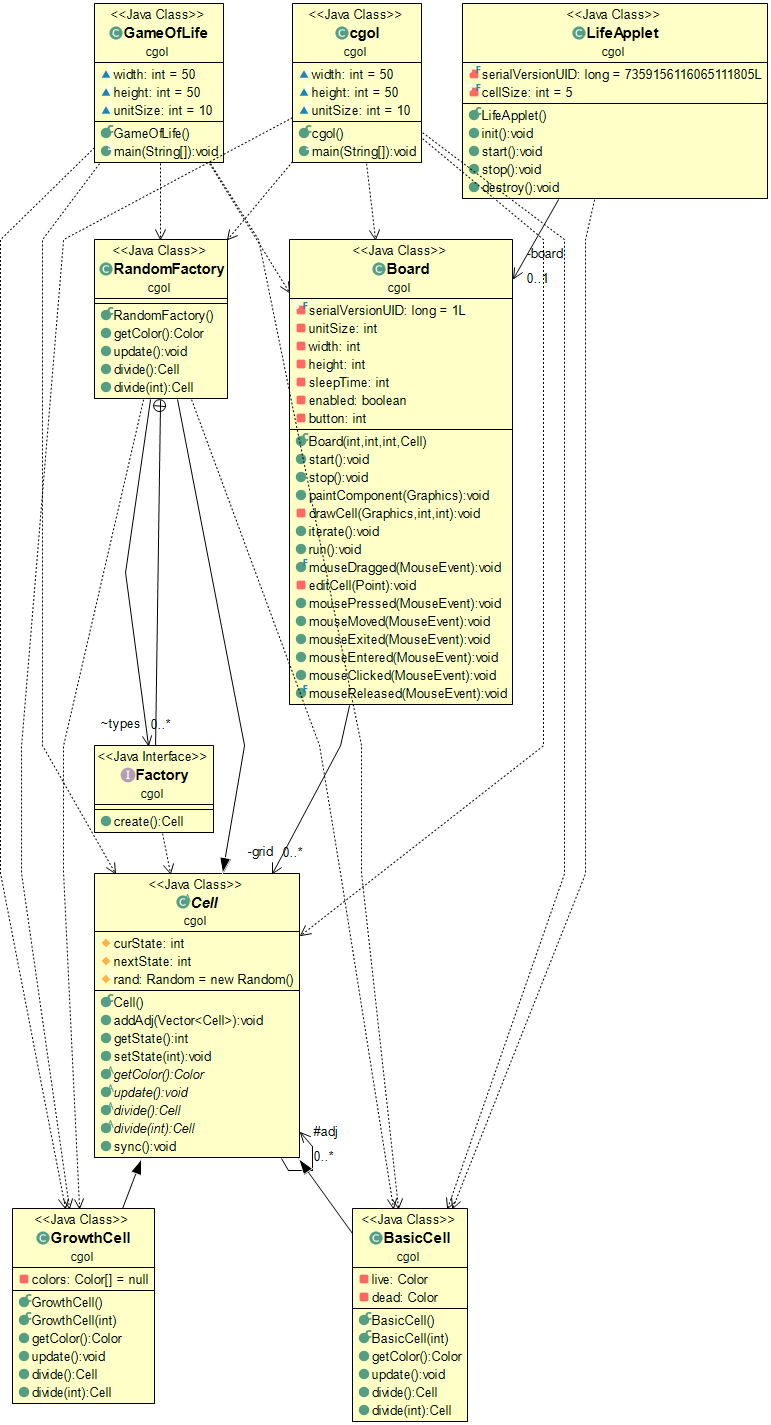 <<Java Class>>
GameOfLife
cgol
width: int = 50
height: int = 50
unitSize: int = 10
GameOfLife()
main(String[]):void
<<Java Class>>
cgol
cgol
width: int = 50
height: int = 50
unitSize: int = 10
cgol()
main(String[]):void
<<Java Class>>
LifeApplet
cgol
serialVersionUID: long = 7359156116065111805L
cellSize: int = 5
LifeApplet()
init():void
start():void
stop():void
destroy():void
<<Java Class>>
RandomFactory
cgol
RandomFactory()
getColor():Color
update():void
divide():Cell
divide(int):Cell
<<Java Class>>
Board
cgol
serialVersionUID: long = 1L
unitSize: int
width: int
height: int
sleepTime: int
enabled: boolean
button: int
Board(int,int,int,Cell)
start():void
stop():void
paintComponent(Graphics):void
drawCell(Graphics,int,int):void
iterate():void
run():void
mouseDragged(MouseEvent):void
editCell(Point):void
mousePressed(MouseEvent):void
mouseMoved(MouseEvent):void
mouseExited(MouseEvent):void
mouseEntered(MouseEvent):void
mouseClicked(MouseEvent):void
mouseReleased(MouseEvent):void
-board
0..1
~types 0..*
<<Java Interface>>
Factory
cgol
create():Cell
-grid 0..*
<<Java Class>>
Cell
cgol
curState: int
nextState: int
rand: Random = new Random()
Cell()
addAdj(Vector<Cell>):void
getState():int
setState(int):void
getColor():Color
update():void
divide():Cell
divide(int):Cell
sync():void
#adj
0..*
<<Java Class>>
GrowthCell
cgol
colors: Color[] = null
GrowthCell()
GrowthCell(int)
getColor():Color
update():void
divide():Cell
divide(int):Cell
<<Java Class>>
BasicCell
cgol
live: Color
dead: Color
BasicCell()
BasicCell(int)
getColor():Color
update():void
divide():Cell
divide(int):Cell